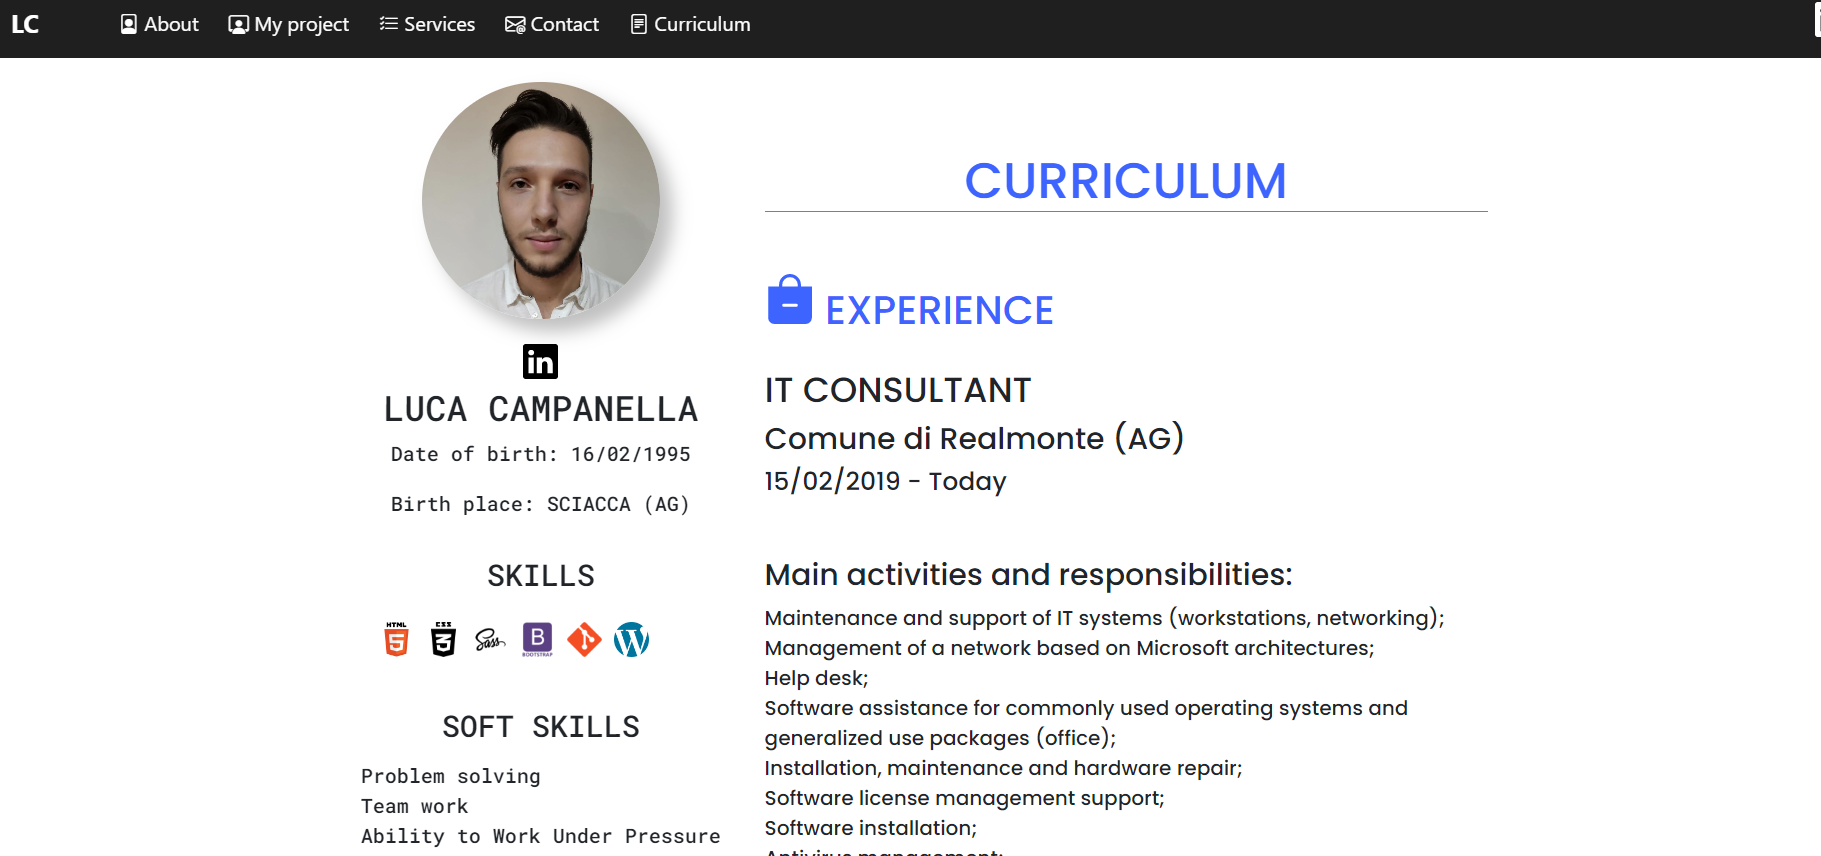 LC
About
My project
Services
Contact
Curriculum
in
LUCA CAMPANELLA
Date of birth: 16/02/1995
Birth place: SCIACCA (AG)
SKILLS
HTML 5
CSS 3
Sass
B BOOTSTRAP
W
SOFT SKILLS
Problem solving
Team work
Ability to Work Under Pressure
CURRICULUM
EXPERIENCE
IT CONSULTANT
Comune di Realmonte (AG)
15/02/2019 - Today
Main activities and responsibilities:
Maintenance and support of IT systems (workstations, networking);
Management of a network based on Microsoft architectures;
Help desk;
Software assistance for commonly used operating systems and
generalized use packages (office);
Installation, maintenance and hardware repair;
Software license management support;
Software installation;
Antivirus management;